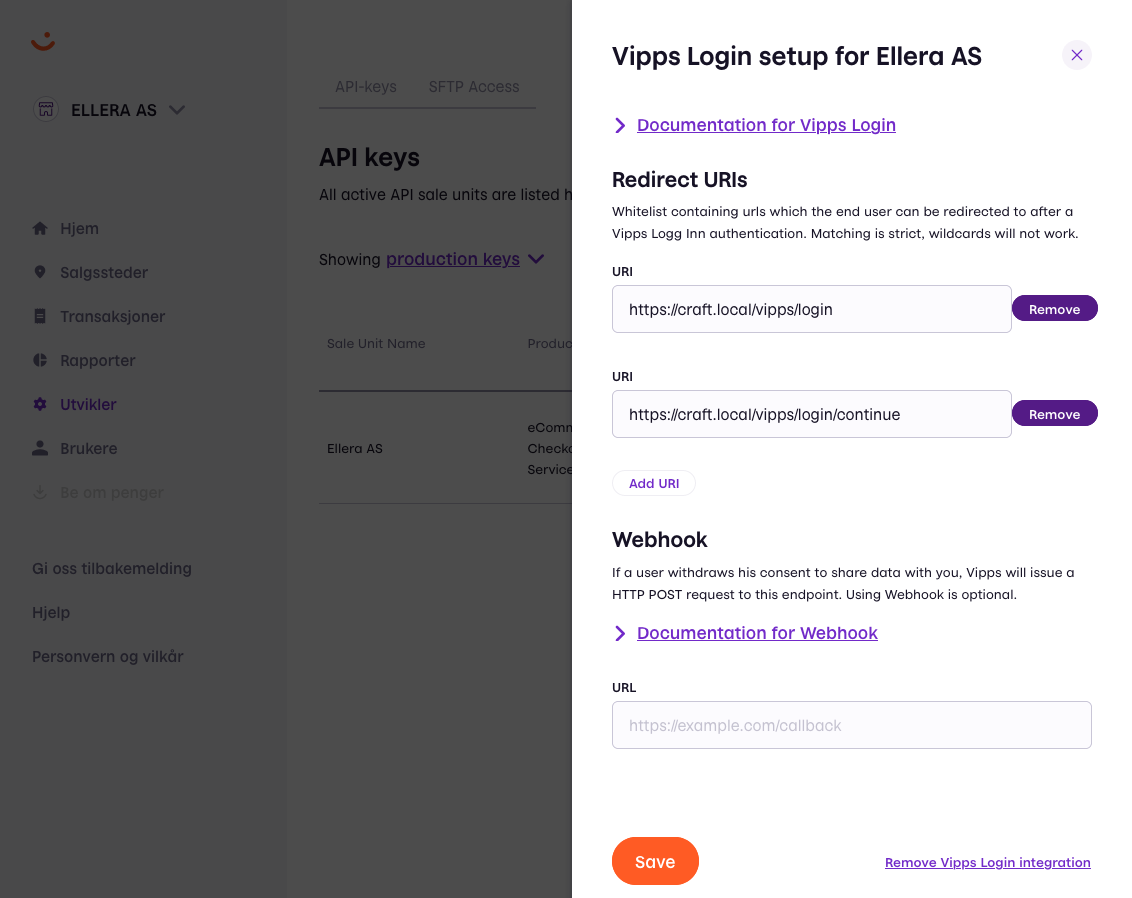 ELLERA AS
Hjem
Salgssteder
Transaksjoner
Rapporter
Utvikler
Brukere
Be om penger
Gi oss tilbakemelding
Hjelp
Personvern og vilkår
API-keys SFTP Access
API keys
All active API sale units are listed h
Showing production keys
Sale Unit Name Produc
Ellera AS
eComm
Checko
Service
Vipps Login setup for Ellera AS
Documentation for Vipps Login
Redirect URIs
Whitelist containing urls which the end user can be redirected to after a
Vipps Logg Inn authentication. Matching is strict, wildcards will not work.
URI
https://craft.local/vipps/login Remove
URI
https://craft.local/vipps/login/continue Remove
Add URI
Webhook
If a user withdraws his consent to share data with you, Vipps will issue a
HTTP POST request to this endpoint. Using Webhook is optional.
Documentation for Webhook
URL
https://example.com/callback
Save Remove Vipps Login integration